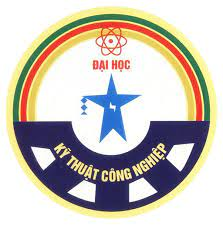 ĐẠI HỌC
KỸ THUẬT CÔNG NGHIỆP